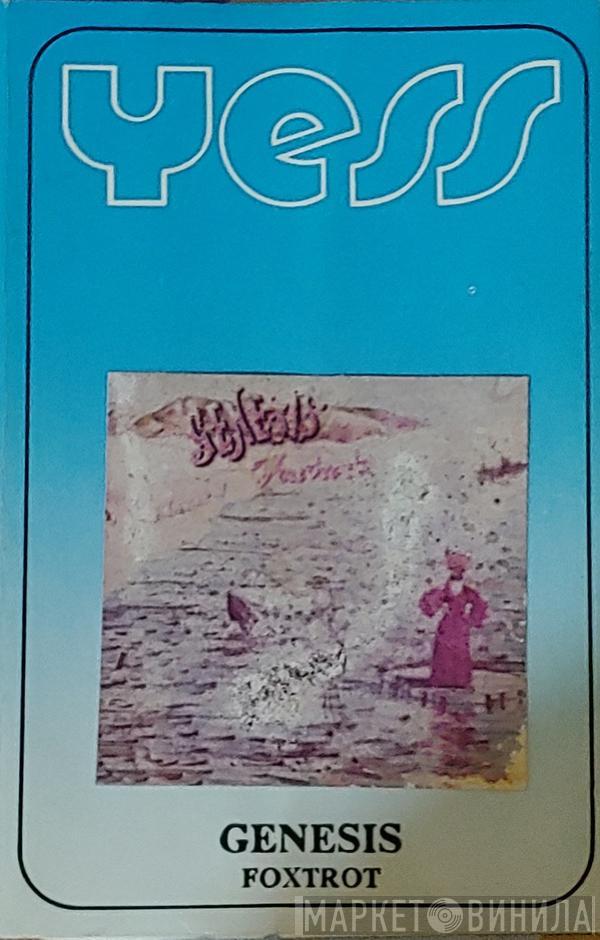 Yess
GENESIS
Foxtrot
GENESIS
FOXTROT
МАРКЕТ ВИНИЛА